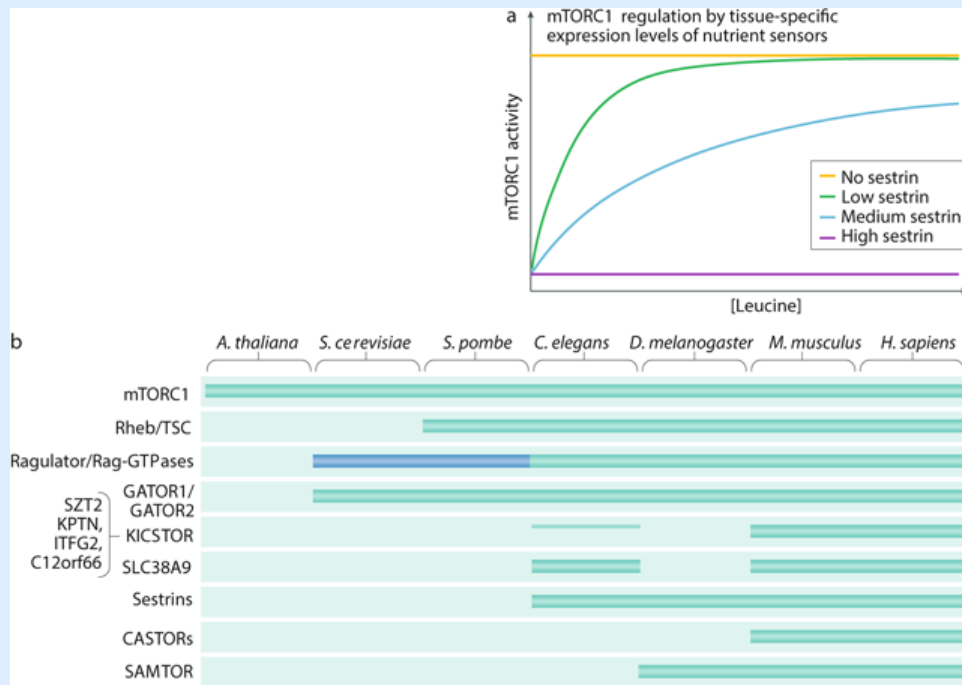 a
mTORC1 regulation by tissue-specific
expression levels of nutrient sensors
mTORC1 activity
No sestrin
Low sestrin
Medium sestrin
High sestrin
[Leucine]
b
A. thaliana S. cerevisiae S. pombe C. elegans D. melanogaster M. musculus H. sapiens
mTORC1
Rheb/TSC
Ragulator/Rag-GTPases
GATOR1/
GATOR2
SZT2
KPTN,
ITFG2,
C12orf66
KICSTOR
SLC38A9
Sestrins
CASTORs
SAMTOR